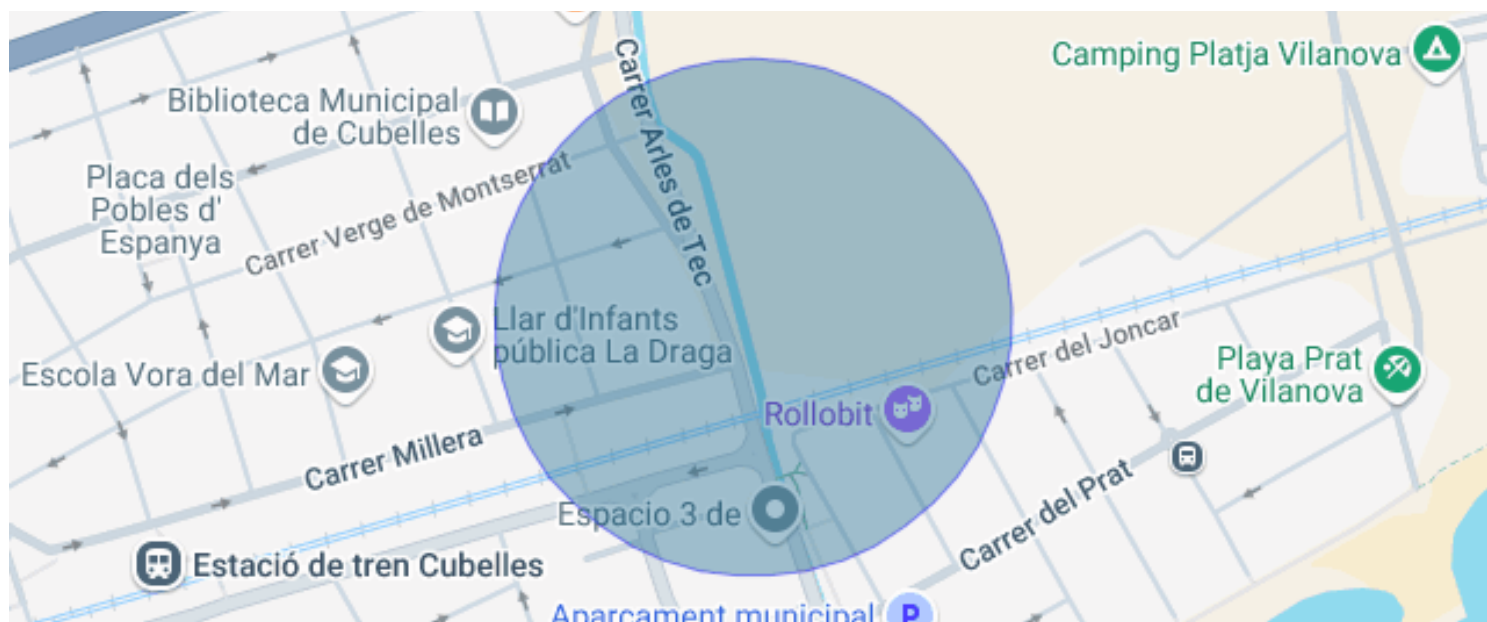 Carrer Arles de Tec
Camping Platja Vilanova
Biblioteca Municipal
de Cubelles
Placa dels
Pobles d'
Espanya
Carrer Verge de Montserrat
Llar d'Infants
pública La Draga
Escola Vora del Mar
Carrer del Joncar
Playa Prat
de Vilanova
Rollobit
Carrer Millera
Carrer del Prat
Espacio 3 de
Estació de tren Cubelles
Aparcament municipal
P